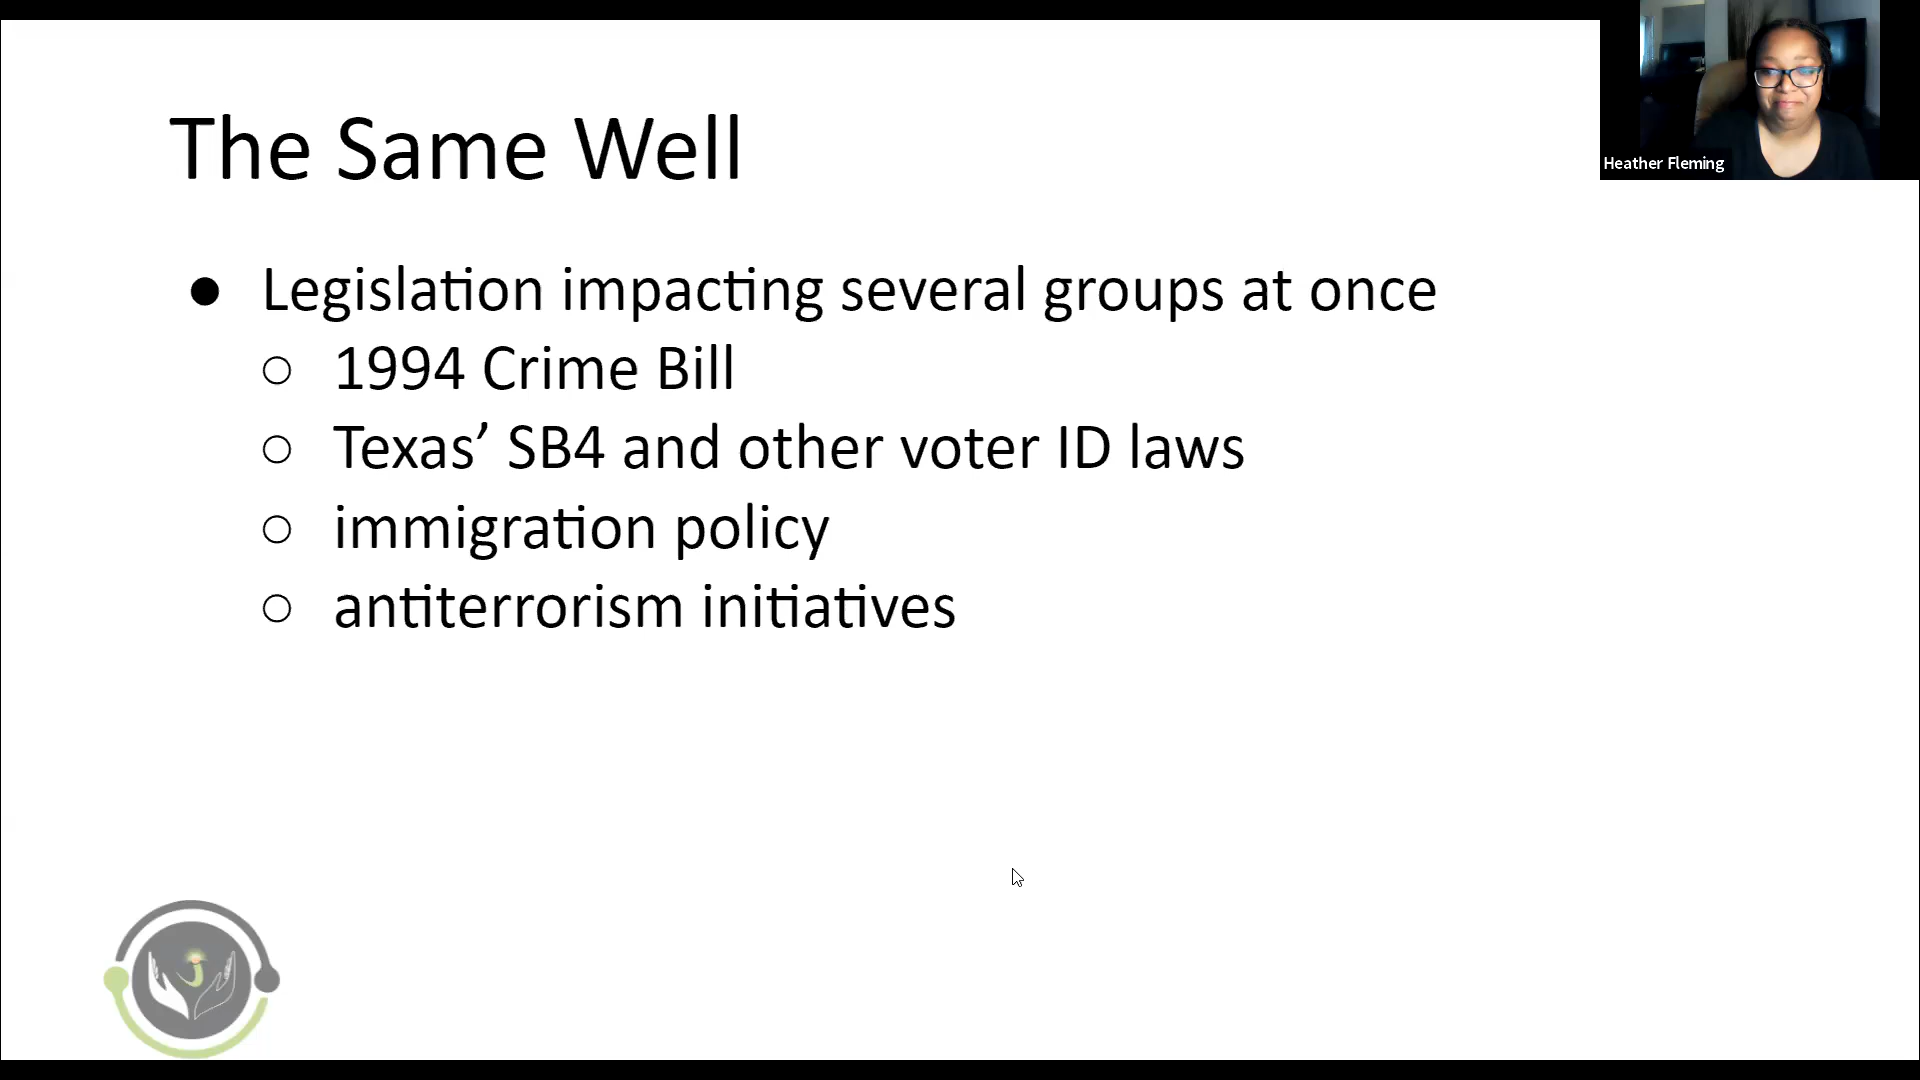 The Same Well
Heather Fleming
● Legislation impacting several groups at once
○ 1994 Crime Bill
○ Texas’ SB4 and other voter ID laws
○ immigration policy
○ antiterrorism initiatives